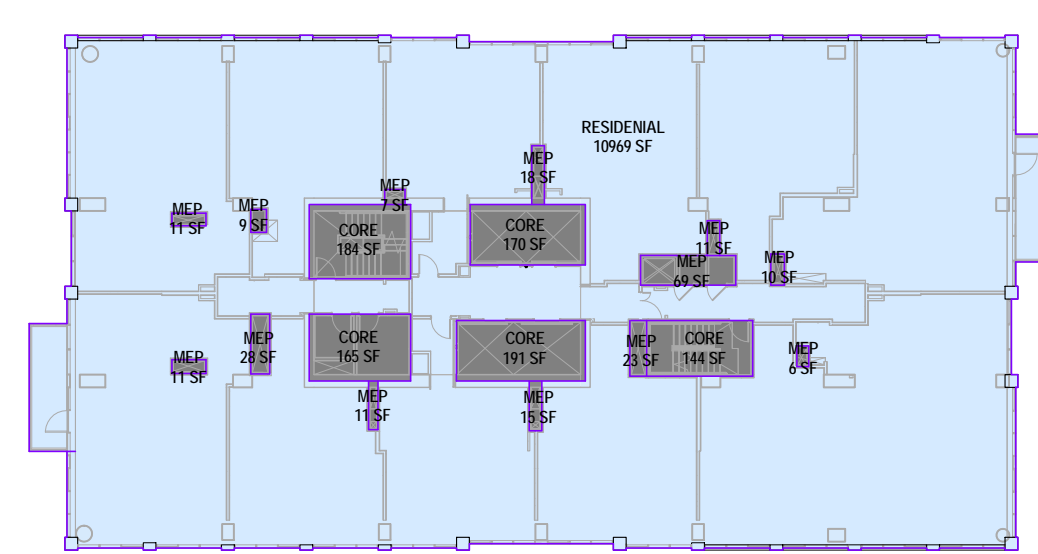 RESIDENIAL
10969 SF
MEP
18 SF
MEP
7 SF
MEP
11 SF
MEP
9 SF
CORE
184 SF
CORE
170 SF
MEP
11 SF
MEP
69 SF
MEP
10 SF
MEP
28 SF
CORE
165 SF
CORE
191 SF
MEP
23 SF
CORE
144 SF
MEP
6 SF
MEP
11 SF
MEP
11 SF
MEP
15 SF